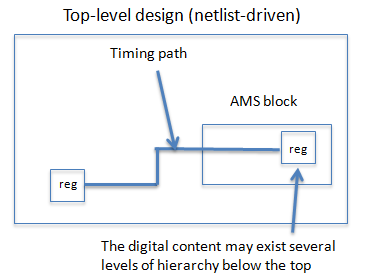 Top-level design (netlist-driven)
Timing path
AMS block
reg
reg
The digital content may exist several
levels of hierarchy below the top